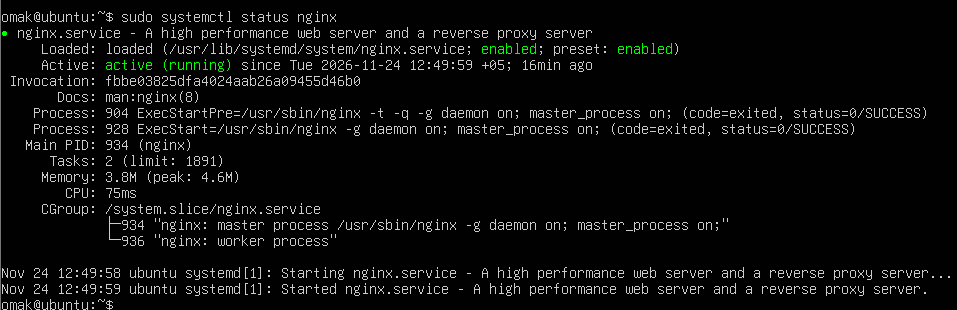 omak@ubuntu:~$ sudo systemctl status nginx
● nginx.service - A high performance web server and a reverse proxy server
     Loaded: loaded (/usr/lib/systemd/system/nginx.service; enabled; preset: enabled)
     Active: active (running) since Tue 2026-11-24 12:49:59 +05; 16min ago
 Invocation: fbbe03825dfa4024aab26a09455d46b0
       Docs: man:nginx(8)
    Process: 904 ExecStartPre=/usr/sbin/nginx -t -q -g daemon on; master_process on; (code=exited, status=0/SUCCESS)
    Process: 928 ExecStart=/usr/sbin/nginx -g daemon on; master_process on; (code=exited, status=0/SUCCESS)
   Main PID: 934 (nginx)
      Tasks: 2 (limit: 1891)
     Memory: 3.8M (peak: 4.6M)
        CPU: 75ms
     CGroup: /system.slice/nginx.service
             ├─934 "nginx: master process /usr/sbin/nginx -g daemon on; master_process on;"
             └─936 "nginx: worker process"

Nov 24 12:49:58 ubuntu systemd[1]: Starting nginx.service - A high performance web server and a reverse proxy server...
Nov 24 12:49:59 ubuntu systemd[1]: Started nginx.service - A high performance web server and a reverse proxy server.
omak@ubuntu:~$